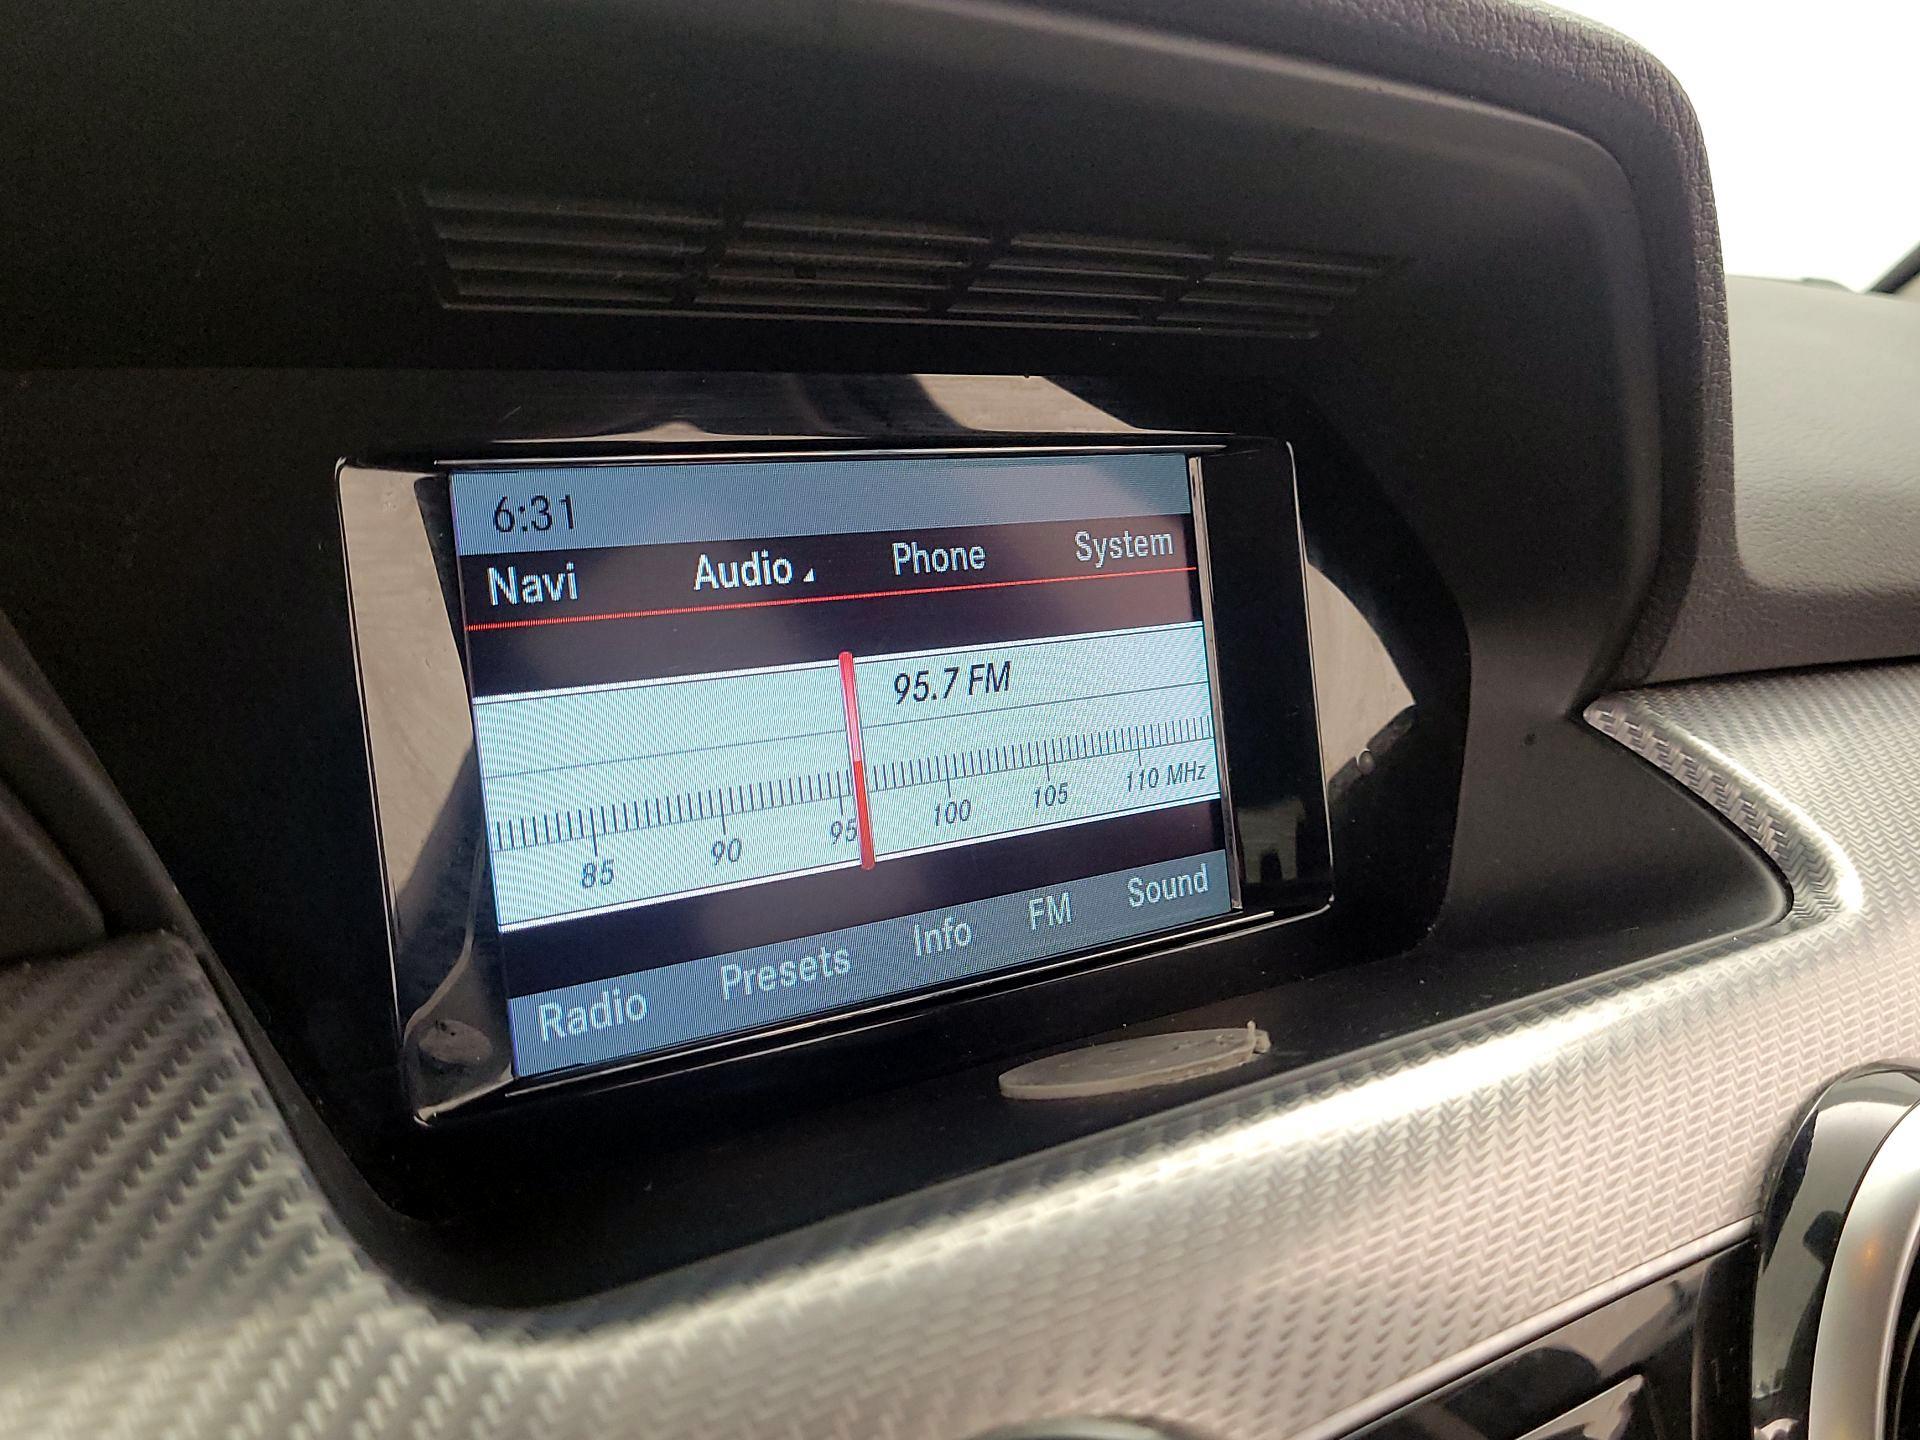 6:31
Navi Audio Phone System
95.7 FM
85 90 95 100 105 110 MHz
Radio Presets Info FM Sound